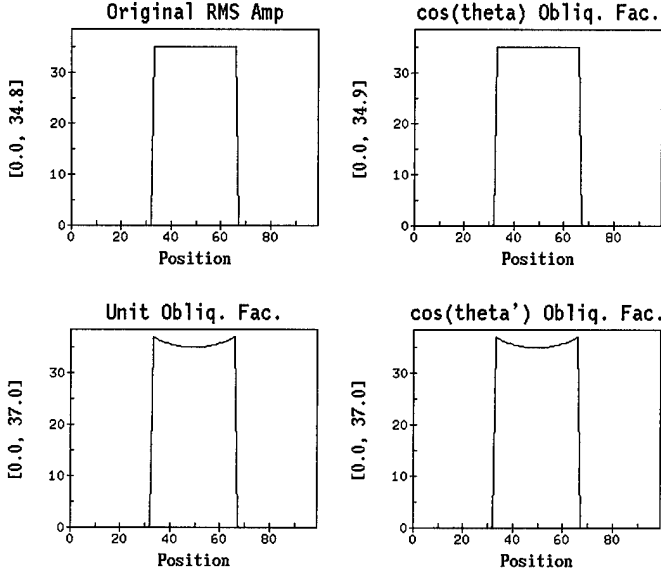 Original RMS Amp
[0.0, 34.8]
30
20
10
0
0 20 40 60 80
Position
cos(theta) Obliq. Fac.
[0.0, 34.9]
30
20
10
0
0 20 40 60 80
Position
Unit Obliq. Fac.
[0.0, 37.0]
30
20
10
0
0 20 40 60 80
Position
cos(theta') Obliq. Fac.
[0.0, 37.0]
30
20
10
0
0 20 40 60 80
Position